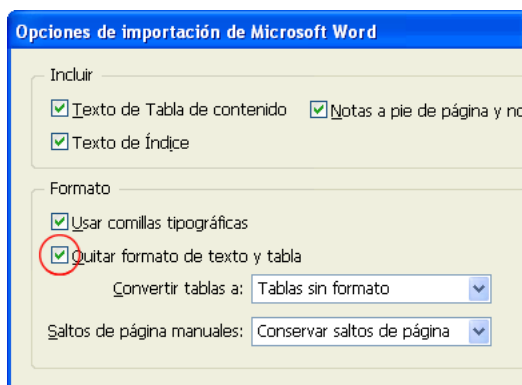 Opciones de importación de Microsoft Word
Incluir
Texto de Tabla de contenido Notas a pie de página y
Texto de Índice
Formato
Usar comillas tipográficas
Quitar formato de texto y tabla
Convertir tablas a: Tablas sin formato
Saltos de página manuales: Conservar saltos de página